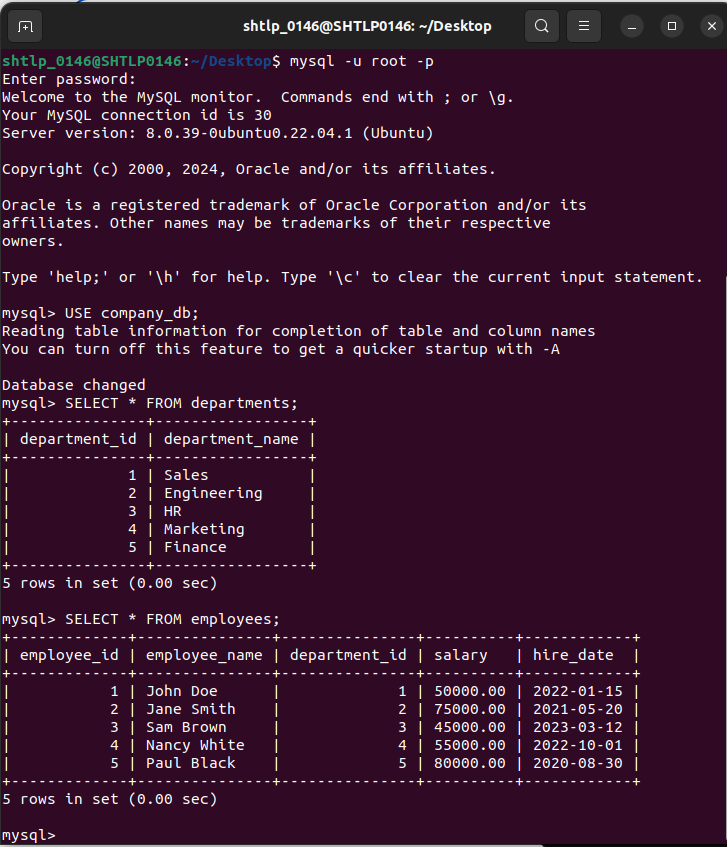 shtlp_0146@SHTLP0146: ~/Desktop
shtlp_0146@SHTLP0146:~/Desktop$ mysql -u root -p
Enter password:
Welcome to the MySQL monitor.  Commands end with ; or \g.
Your MySQL connection id is 30
Server version: 8.0.39-0ubuntu0.22.04.1 (Ubuntu)
Copyright (c) 2000, 2024, Oracle and/or its affiliates.
Oracle is a registered trademark of Oracle Corporation and/or its
affiliates. Other names may be trademarks of their respective
owners.
Type 'help;' or '\h' for help. Type '\c' to clear the current input statement.
mysql> USE company_db;
Reading table information for completion of table and column names
You can turn off this feature to get a quicker startup with -A
Database changed
mysql> SELECT * FROM departments;
+---------------+-----------------+
| department_id | department_name |
+---------------+-----------------+
|             1 | Sales           |
|             2 | Engineering     |
|             3 | HR              |
|             4 | Marketing       |
|             5 | Finance         |
+---------------+-----------------+
5 rows in set (0.00 sec)
mysql> SELECT * FROM employees;
+-------------+---------------+---------------+----------+------------+
| employee_id | employee_name | department_id | salary   | hire_date  |
+-------------+---------------+---------------+----------+------------+
|           1 | John Doe      |             1 | 50000.00 | 2022-01-15 |
|           2 | Jane Smith    |             2 | 75000.00 | 2021-05-20 |
|           3 | Sam Brown     |             3 | 45000.00 | 2023-03-12 |
|           4 | Nancy White   |             4 | 55000.00 | 2022-10-01 |
|           5 | Paul Black    |             5 | 80000.00 | 2020-08-30 |
+-------------+---------------+---------------+----------+------------+
5 rows in set (0.00 sec)
mysql>